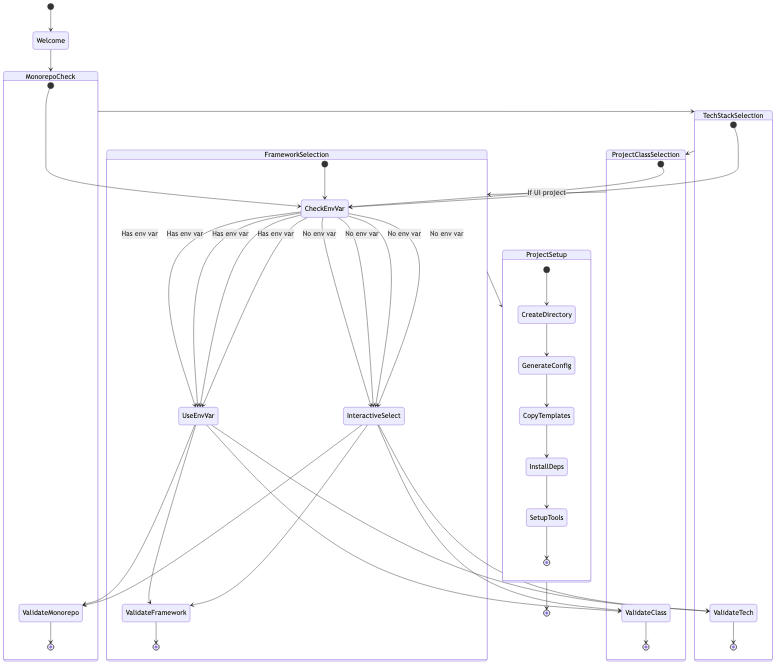 Welcome
MonorepoCheck
TechStackSelection
FrameworkSelection
ProjectClassSelection
If UI project
CheckEnvVar
Has env var
Has env var
Has env var
Has env var
No env var
No env var
No env var
No env var
ProjectSetup
CreateDirectory
GenerateConfig
CopyTemplates
UseEnvVar
InteractiveSelect
InstallDeps
SetupTools
ValidateMonorepo
ValidateFramework
ValidateClass
ValidateTech